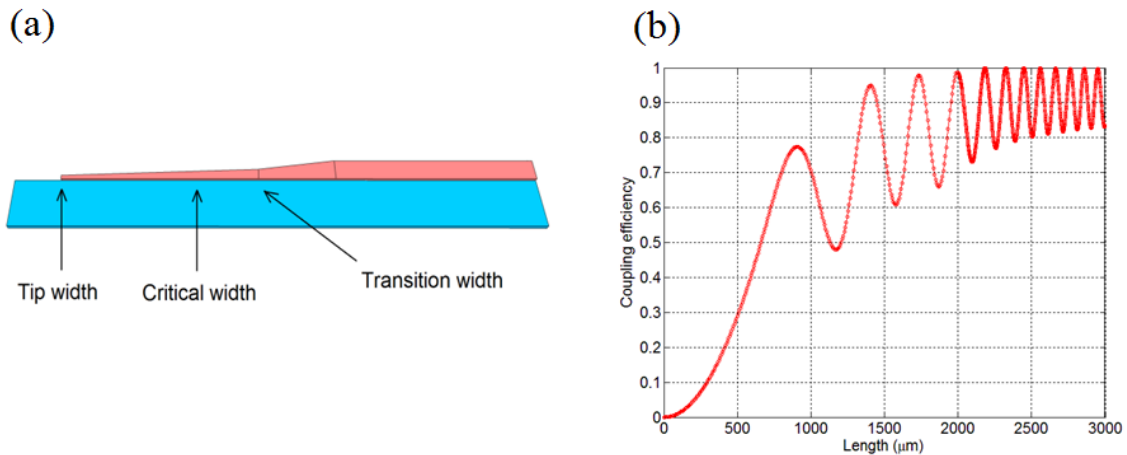 (a)
Tip width
Critical width
Transition width
(b)
Coupling efficiency
1
0.9
0.8
0.7
0.6
0.5
0.4
0.3
0.2
0.1
0
0 500 1000 1500 2000 2500 3000
Length (μm)